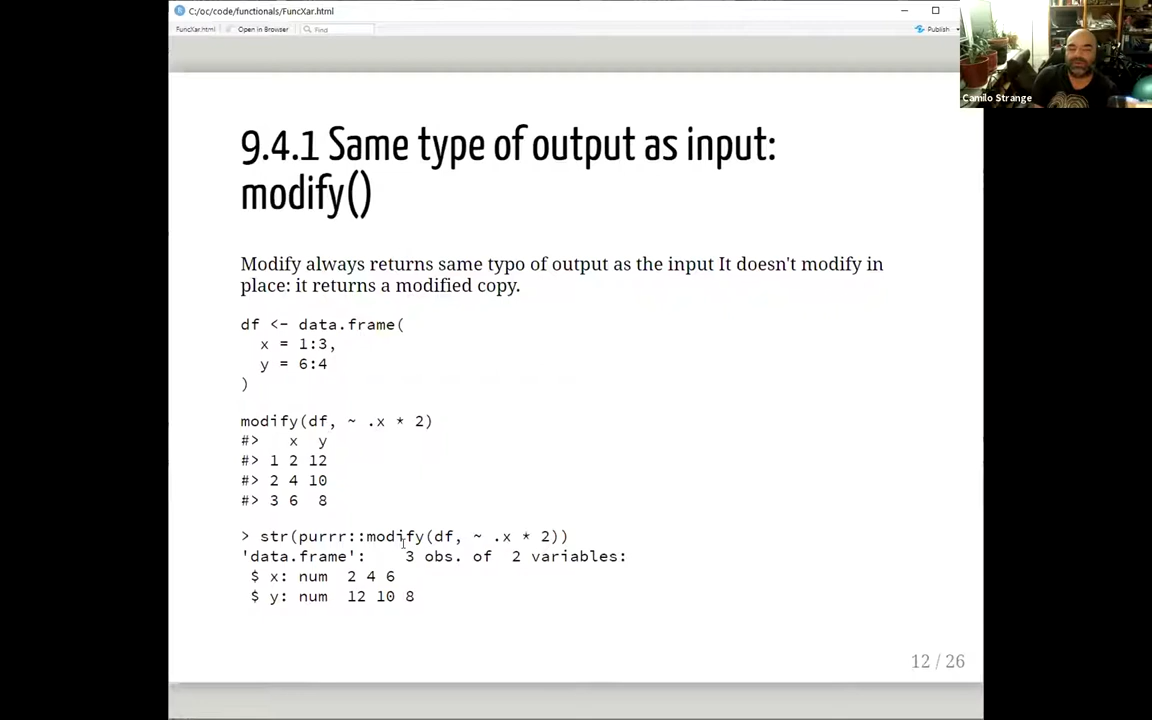 C:/oc/code/functionals/FuncXar.html
FuncXar.html
Open in Browser
Find
Publish
Camilo Strange
9.4.1 Same type of output as input:
modify()
Modify always returns same typo of output as the input It doesn't modify in
place: it returns a modified copy.
df <- data.frame(
  x = 1:3,
  y = 6:4
)
modify(df, ~ .x * 2)
#>   x  y
#> 1 2 12
#> 2 4 10
#> 3 6  8
> str(purrr::modify(df, ~ .x * 2))
'data.frame':    3 obs. of  2 variables:
 $ x: num  2 4 6
 $ y: num  12 10 8
12 / 26